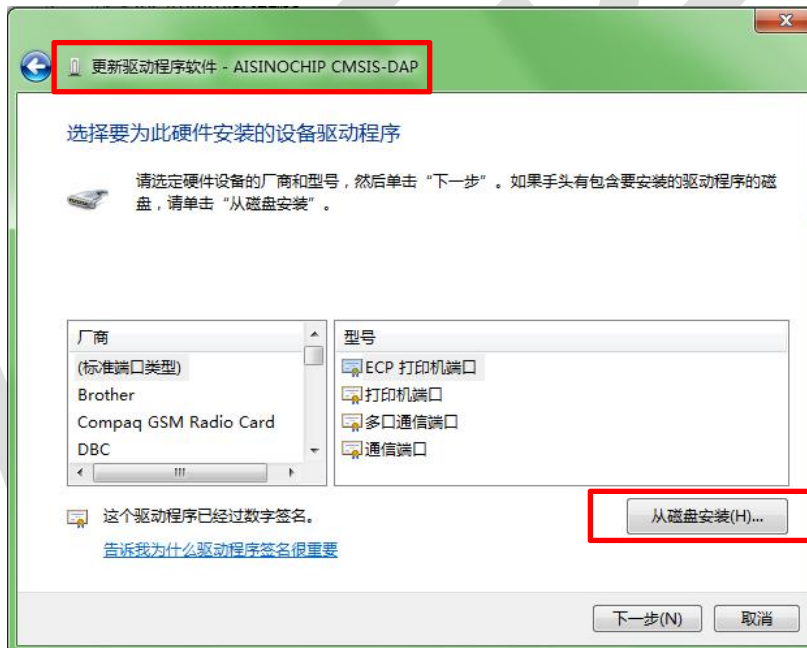 更新驱动程序软件 - AISINOCHIP CMSIS-DAP
选择要为此硬件安装的设备驱动程序
请选定硬件设备的厂商和型号，然后单击“下一步”。如果手头有包含要安装的驱动程序的磁
盘，请单击“从磁盘安装”。
厂商
型号
(标准端口类型)
ECP 打印机端口
Brother
打印机端口
Compaq GSM Radio Card
多口通信端口
DBC
通信端口
这个驱动程序已经过数字签名。
从磁盘安装(H)...
告诉我为什么驱动程序签名很重要
下一步(N)
取消